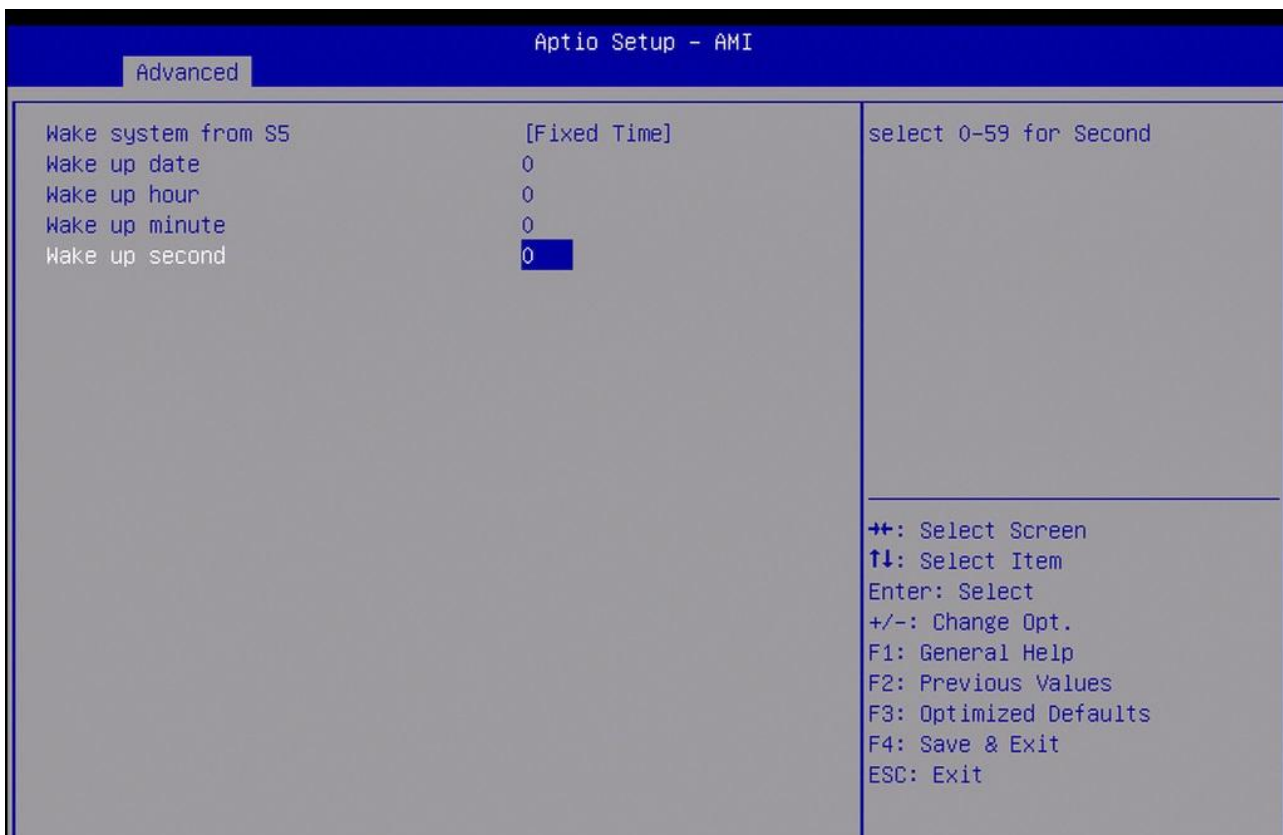 Aptio Setup – AMI
Advanced
Wake system from S5 [Fixed Time]
Wake up date 0
Wake up hour 0
Wake up minute 0
Wake up second 0
select 0-59 for Second
→←: Select Screen
↑↓: Select Item
Enter: Select
+/-: Change Opt.
F1: General Help
F2: Previous Values
F3: Optimized Defaults
F4: Save & Exit
ESC: Exit